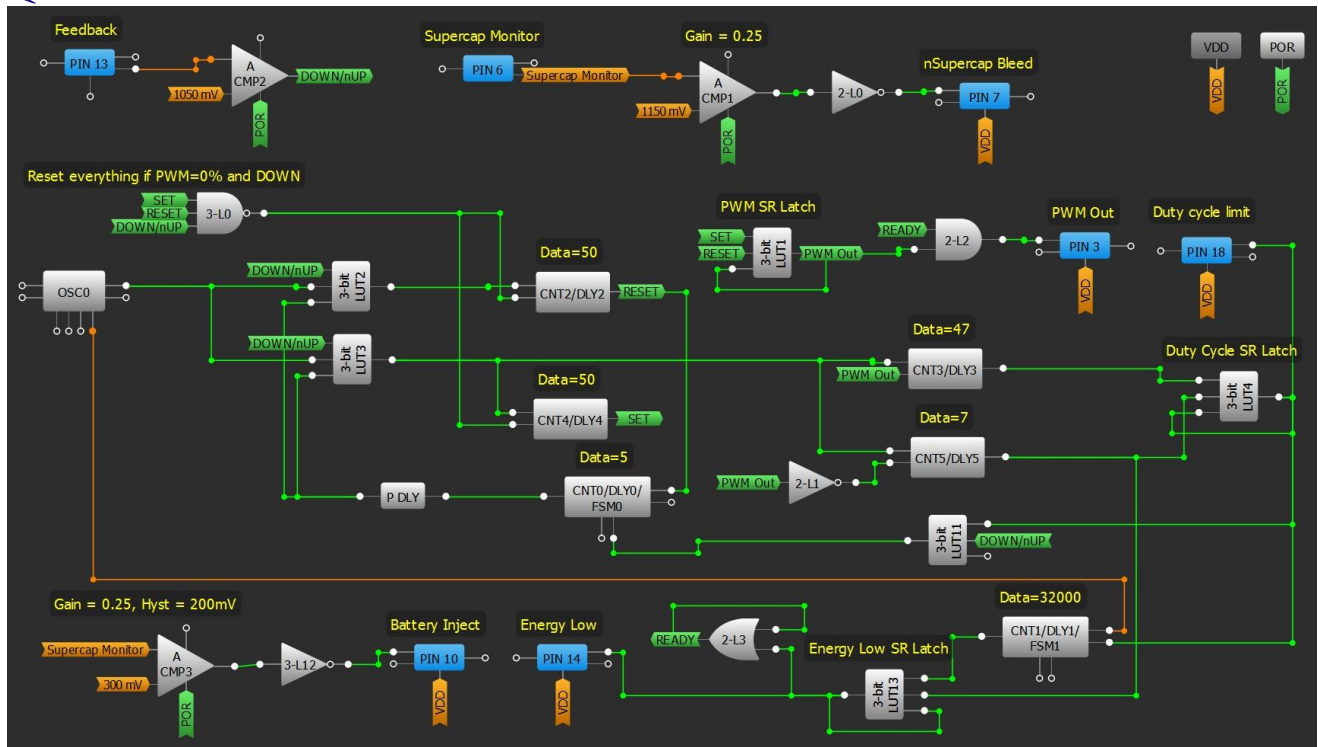 Feedback
PIN 13
A
CMP2
DOWN/nUP
1050 mV
POR
Supercap Monitor
PIN 6
Supercap Monitor
Gain = 0.25
A
CMP1
1150 mV
POR
2-L0
nSupercap Bleed
PIN 7
VDD
VDD
VDD
POR
POR
Reset everything if PWM=0% and DOWN
SET
RESET
DOWN/nUP
3-L0
OSC0
DOWN/nUP
3-bit
LUT2
Data=50
CNT2/DLY2
RESET
DOWN/nUP
3-bit
LUT3
Data=50
CNT4/DLY4
SET
Data=5
CNT0/DLY0/
FSM0
P DLY
PWM SR Latch
SET
RESET
3-bit
LUT1
PWM Out
READY
2-L2
PWM Out
PIN 3
VDD
Duty cycle limit
PIN 18
VDD
Data=47
PWM Out
CNT3/DLY3
Duty Cycle SR Latch
3-bit
LUT4
Data=7
CNT5/DLY5
PWM Out
2-L1
3-bit
LUT11
DOWN/nUP
Gain = 0.25, Hyst = 200mV
Supercap Monitor
A
CMP3
300 mV
POR
3-L12
Battery Inject
PIN 10
VDD
Energy Low
PIN 14
VDD
READY
2-L3
Energy Low SR Latch
3-bit
LUT13
Data=32000
CNT1/DLY1/
FSM1